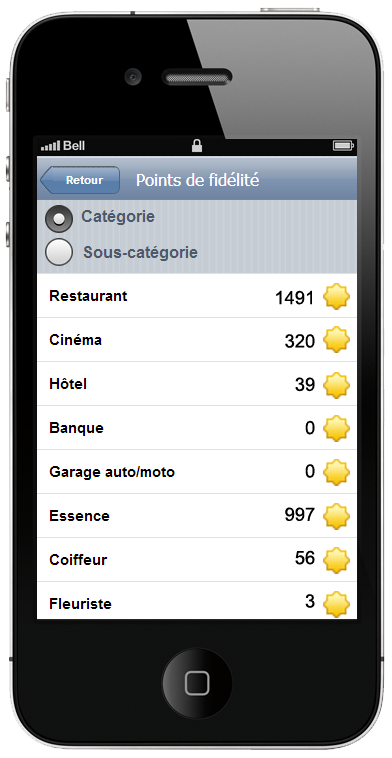 Bell
Retour Points de fidélité
Catégorie
Sous-catégorie
Restaurant 1491
Cinéma 320
Hôtel 39
Banque 0
Garage auto/moto 0
Essence 997
Coiffeur 56
Fleuriste 3